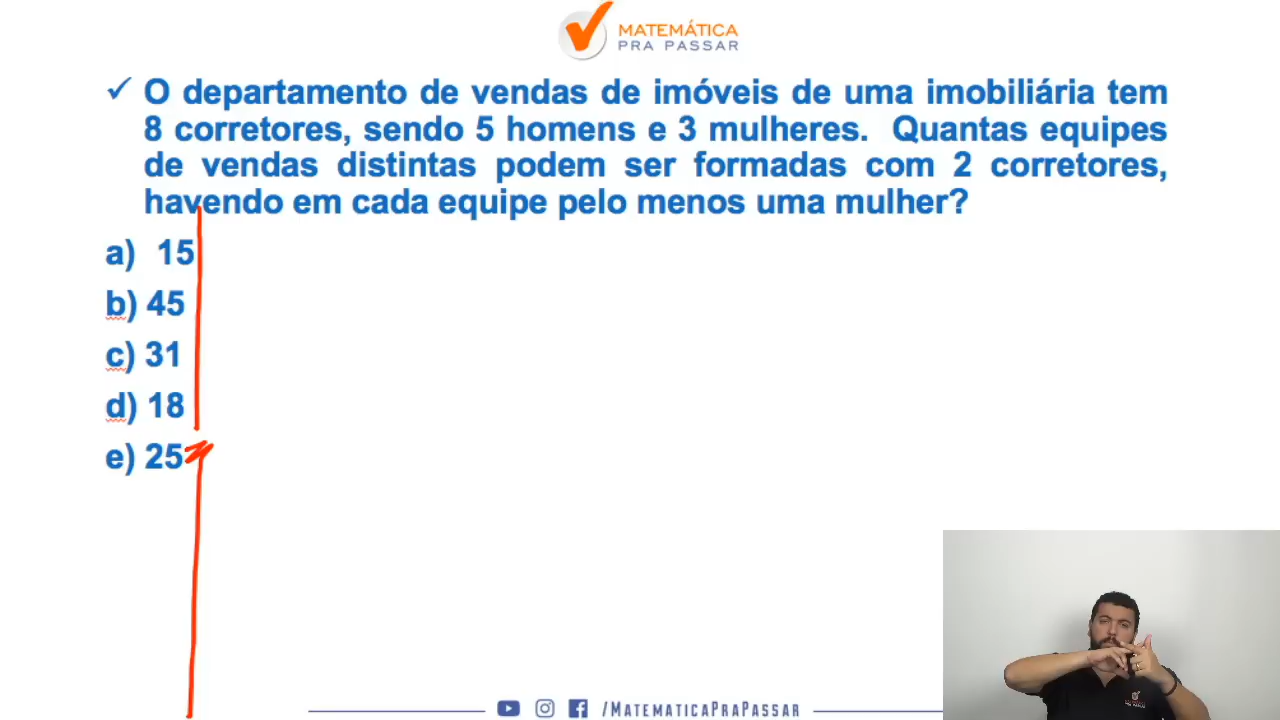 MATEMÁTICA
PRA PASSAR
✓ O departamento de vendas de imóveis de uma imobiliária tem
8 corretores, sendo 5 homens e 3 mulheres. Quantas equipes
de vendas distintas podem ser formadas com 2 corretores,
havendo em cada equipe pelo menos uma mulher?
a) 15
b) 45
c) 31
d) 18
e) 25
/MATEMATICAPRAPASSAR